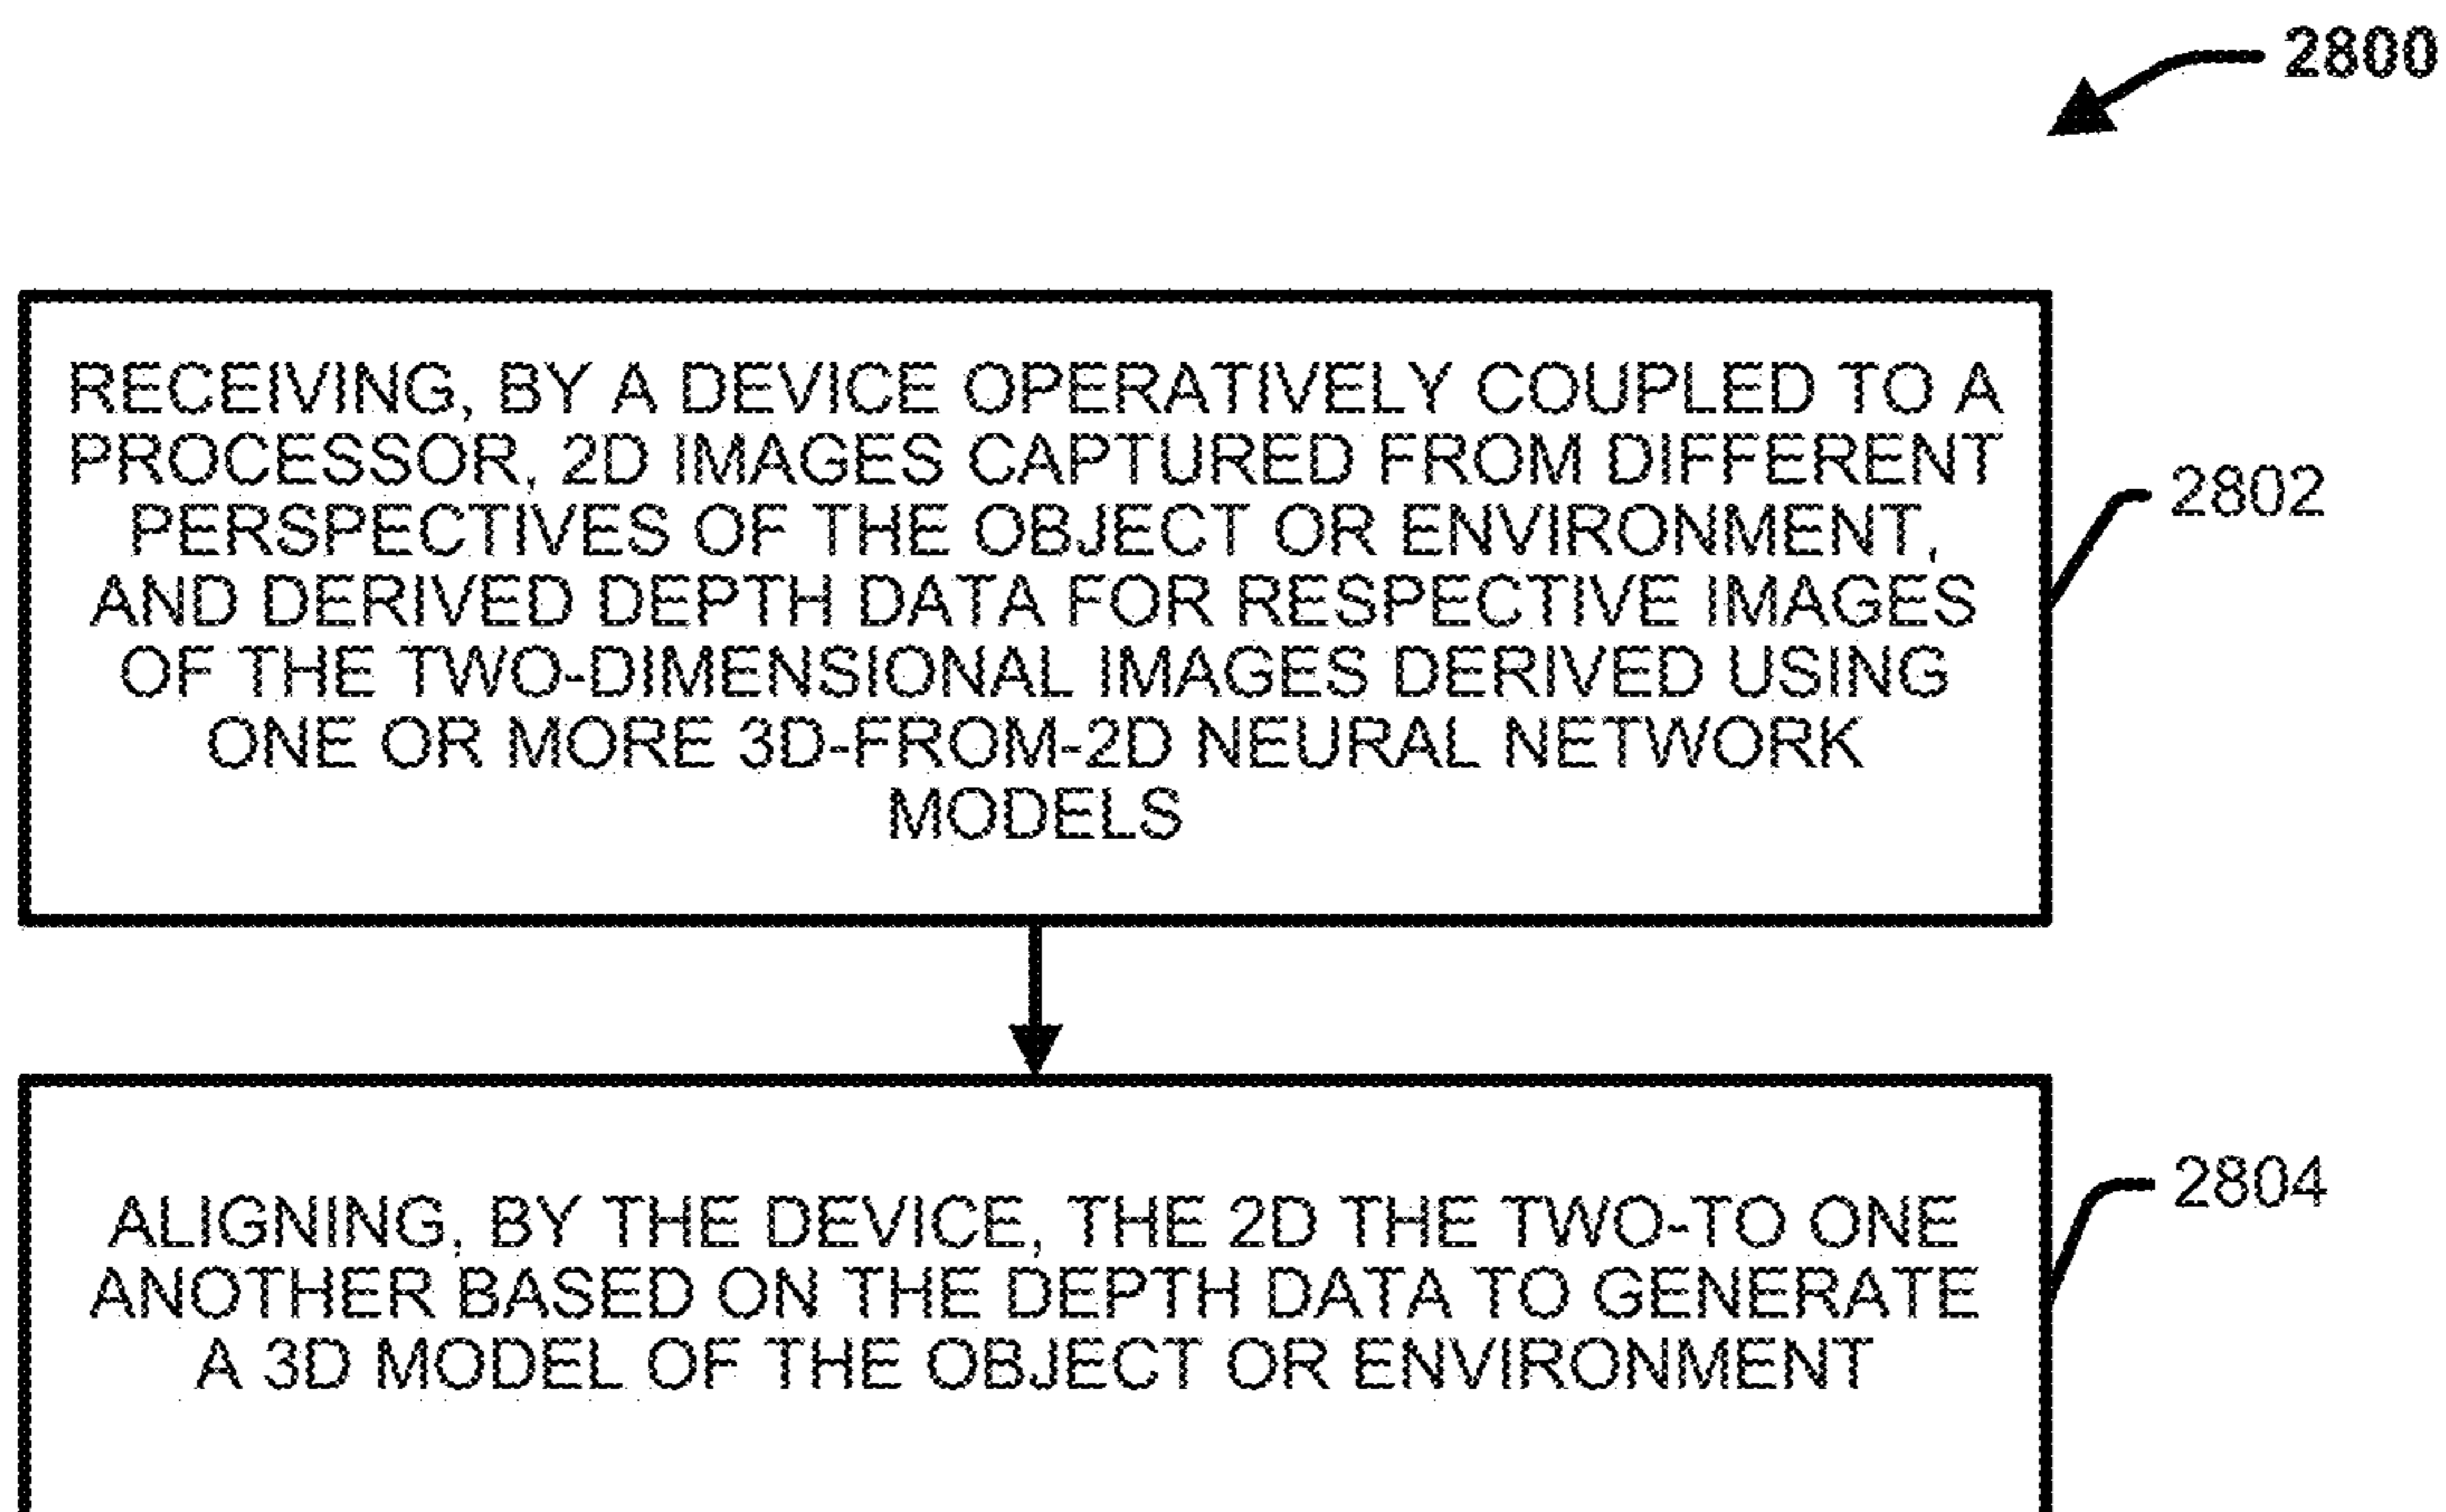 2800
RECEIVING, BY A DEVICE OPERATIVELY COUPLED TO A
PROCESSOR, 2D IMAGES CAPTURED FROM DIFFERENT
PERSPECTIVES OF THE OBJECT OR ENVIRONMENT,
AND DERIVED DEPTH DATA FOR RESPECTIVE IMAGES
OF THE TWO-DIMENSIONAL IMAGES DERIVED USING
ONE OR MORE 3D-FROM-2D NEURAL NETWORK
MODELS
2802
ALIGNING, BY THE DEVICE, THE 2D THE TWO-TO ONE
ANOTHER BASED ON THE DEPTH DATA TO GENERATE
A 3D MODEL OF THE OBJECT OR ENVIRONMENT
2804